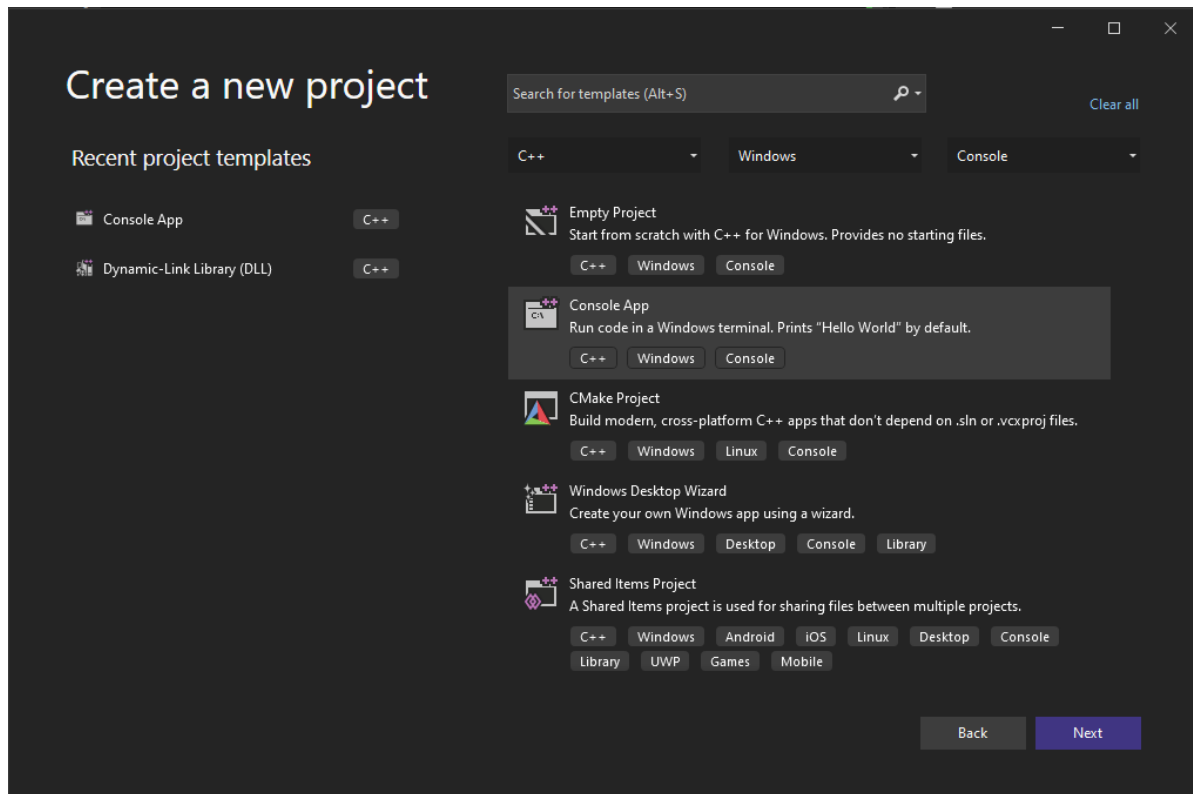 Create a new project
Search for templates (Alt+S)
Clear all
Recent project templates
C++
Windows
Console
Console App
C++
Dynamic-Link Library (DLL)
C++
Empty Project
Start from scratch with C++ for Windows. Provides no starting files.
C++ Windows Console
Console App
Run code in a Windows terminal. Prints "Hello World" by default.
C++ Windows Console
CMake Project
Build modern, cross-platform C++ apps that don't depend on .sln or .vcxproj files.
C++ Windows Linux Console
Windows Desktop Wizard
Create your own Windows app using a wizard.
C++ Windows Desktop Console Library
Shared Items Project
A Shared Items project is used for sharing files between multiple projects.
C++ Windows Android iOS Linux Desktop Console
Library UWP Games Mobile
Back
Next